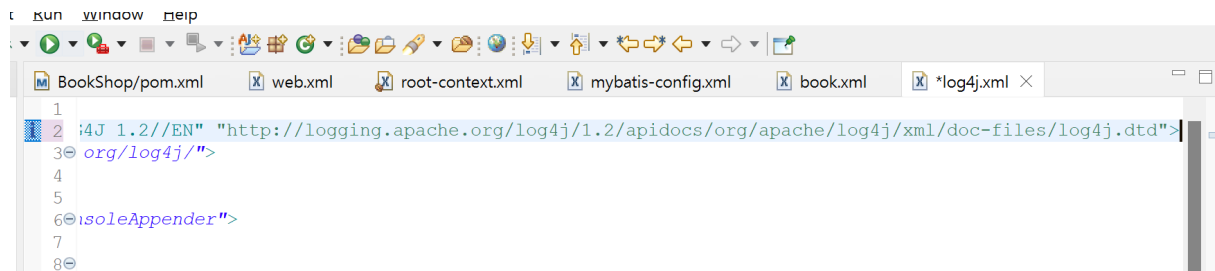 Run Window Help
BookShop/pom.xml web.xml root-context.xml mybatis-config.xml book.xml *log4j.xml
1
2 4J 1.2//EN" "http://logging.apache.org/log4j/1.2/apidocs/org/apache/log4j/xml/doc-files/log4j.dtd">
3 org/log4j/">
4
5
6 nsoleAppender">
7
8